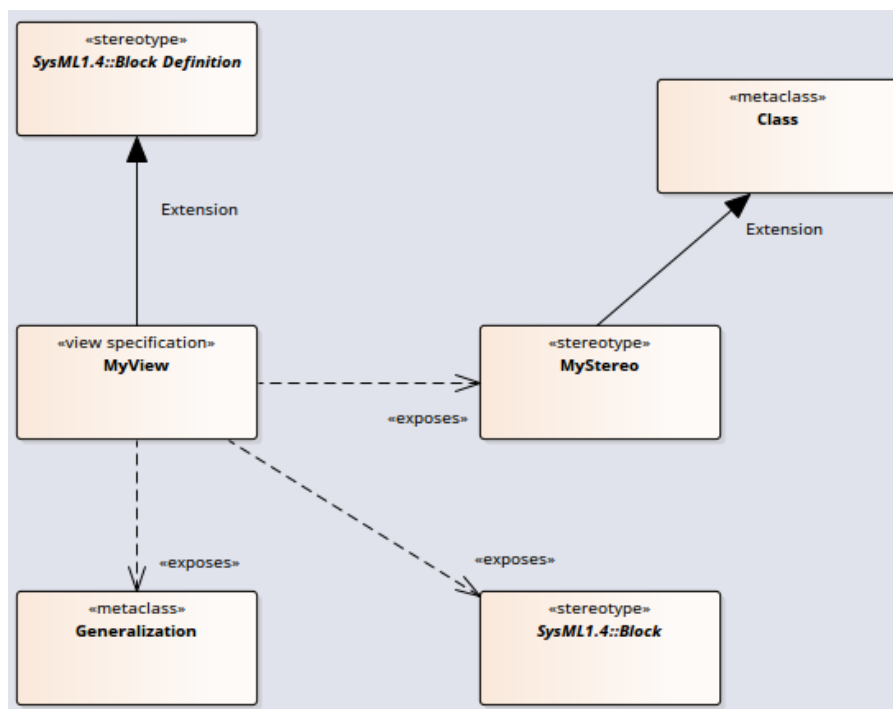 «stereotype»
SysML1.4::Block Definition
«metaclass»
Class
Extension
Extension
«view specification»
MyView
«stereotype»
MyStereo
«exposes»
«exposes»
«exposes»
«metaclass»
Generalization
«stereotype»
SysML1.4::Block